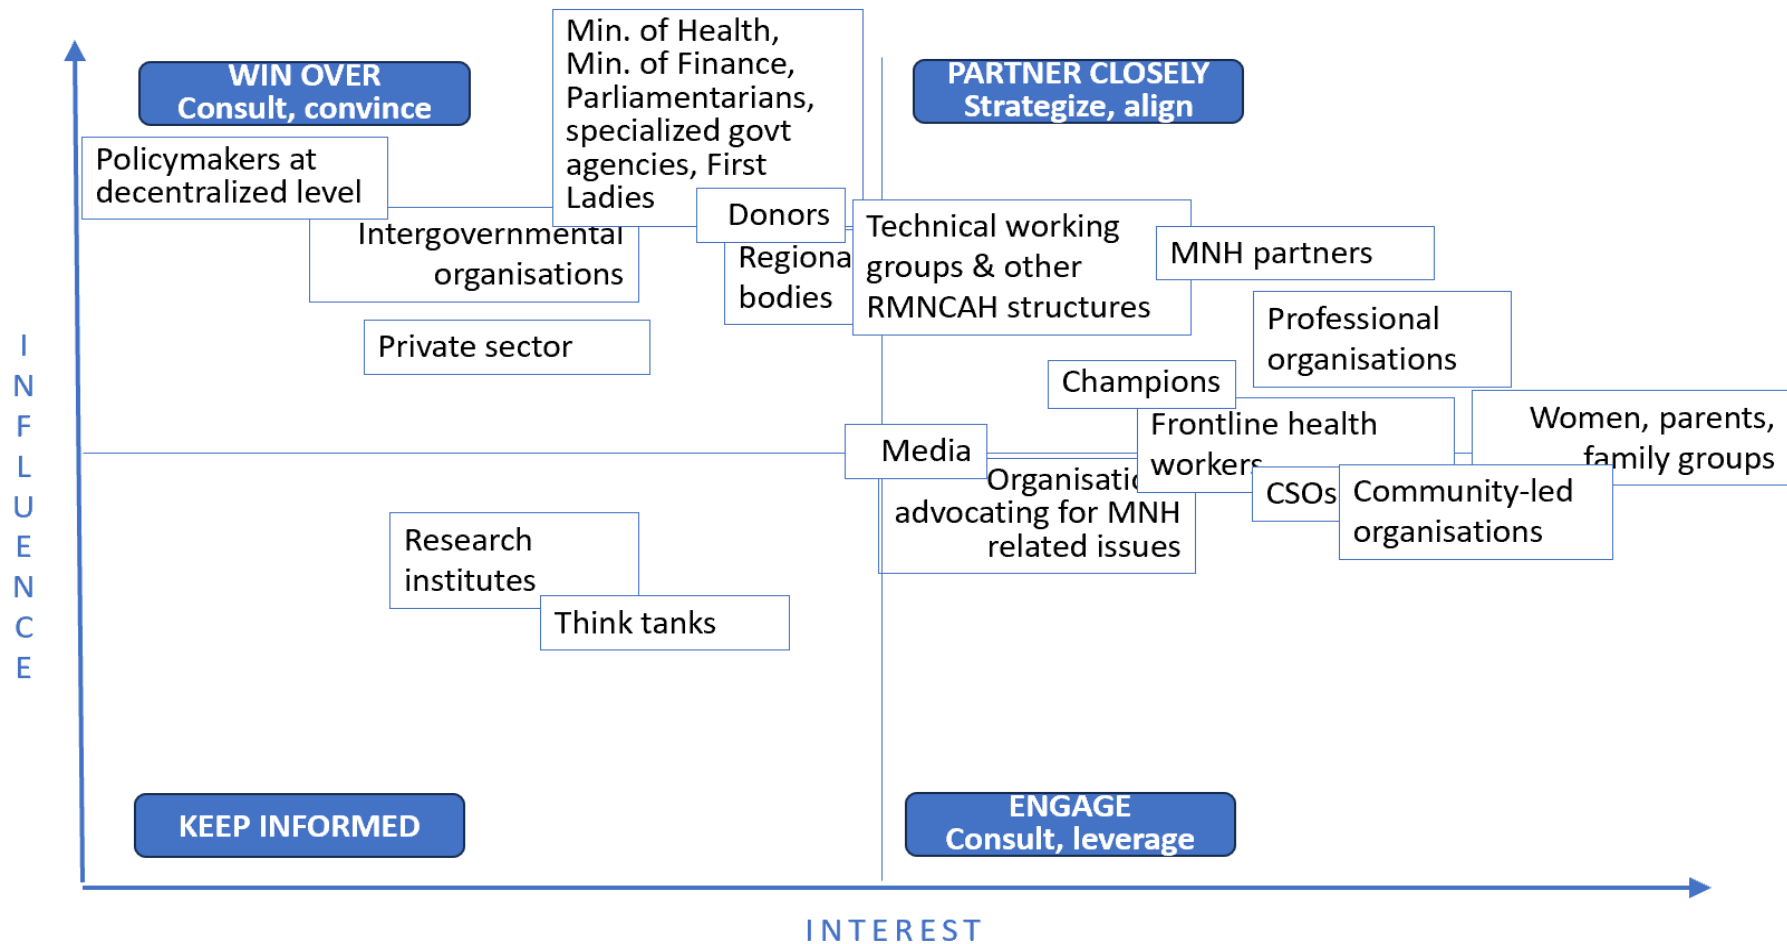 Min. of Health,
Min. of Finance,
Parliamentarians,
specialized govt
agencies, First
Ladies
WIN OVER
Consult, convince
PARTNER CLOSELY
Strategize, align
Policymakers at
decentralized level
Donors
Intergovernmental
organisations
Regiona
bodies
Technical working
groups & other
RMNCAH structures
MNH partners
Private sector
Professional
organisations
Champions
Media
Frontline health
workers
Women, parents,
family groups
Organisatio
advocating for MNH
related issues
CSOs
Community-led
organisations
Research
institutes
Think tanks
INFLUENCE
KEEP INFORMED
ENGAGE
Consult, leverage
INTEREST